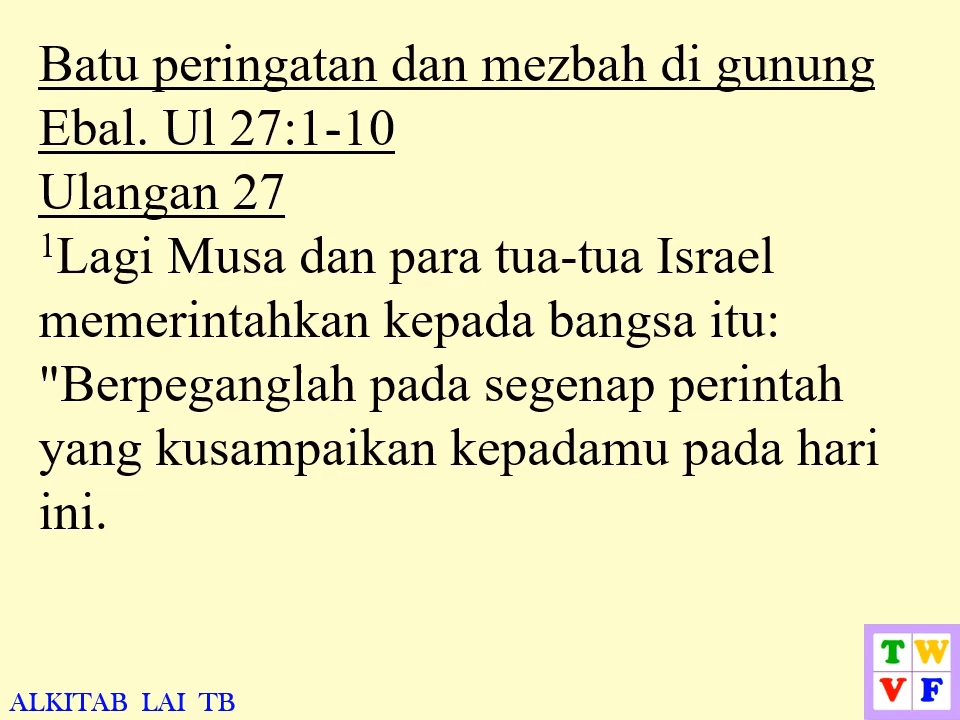 Batu peringatan dan mezbah di gunung
Ebal. Ul 27:1-10
Ulangan 27
1Lagi Musa dan para tua-tua Israel
memerintahkan kepada bangsa itu:
"Berpeganglah pada segenap perintah
yang kusampaikan kepadamu pada hari
ini.
ALKITAB LAI TB
T W
V F